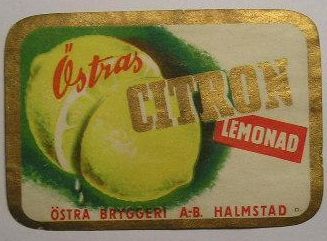 Östras
CITRON
LEMONAD
ÖSTRA BRYGGERI A-B. HALMSTAD